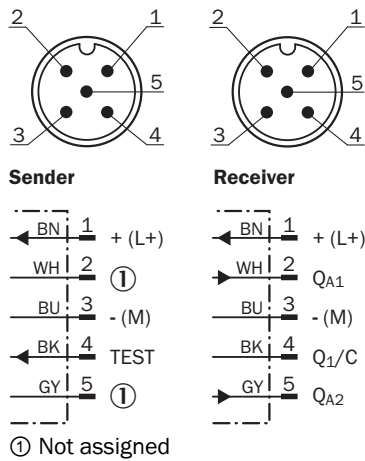 2 1
5
3 4
2 1
5
3 4
Sender
BN 1 + (L+)
WH 2 ①
BU 3 - (M)
BK 4 TEST
GY 5 ①
① Not assigned
Receiver
BN 1 + (L+)
WH 2 QA1
BU 3 - (M)
BK 4 Q1/C
GY 5 QA2